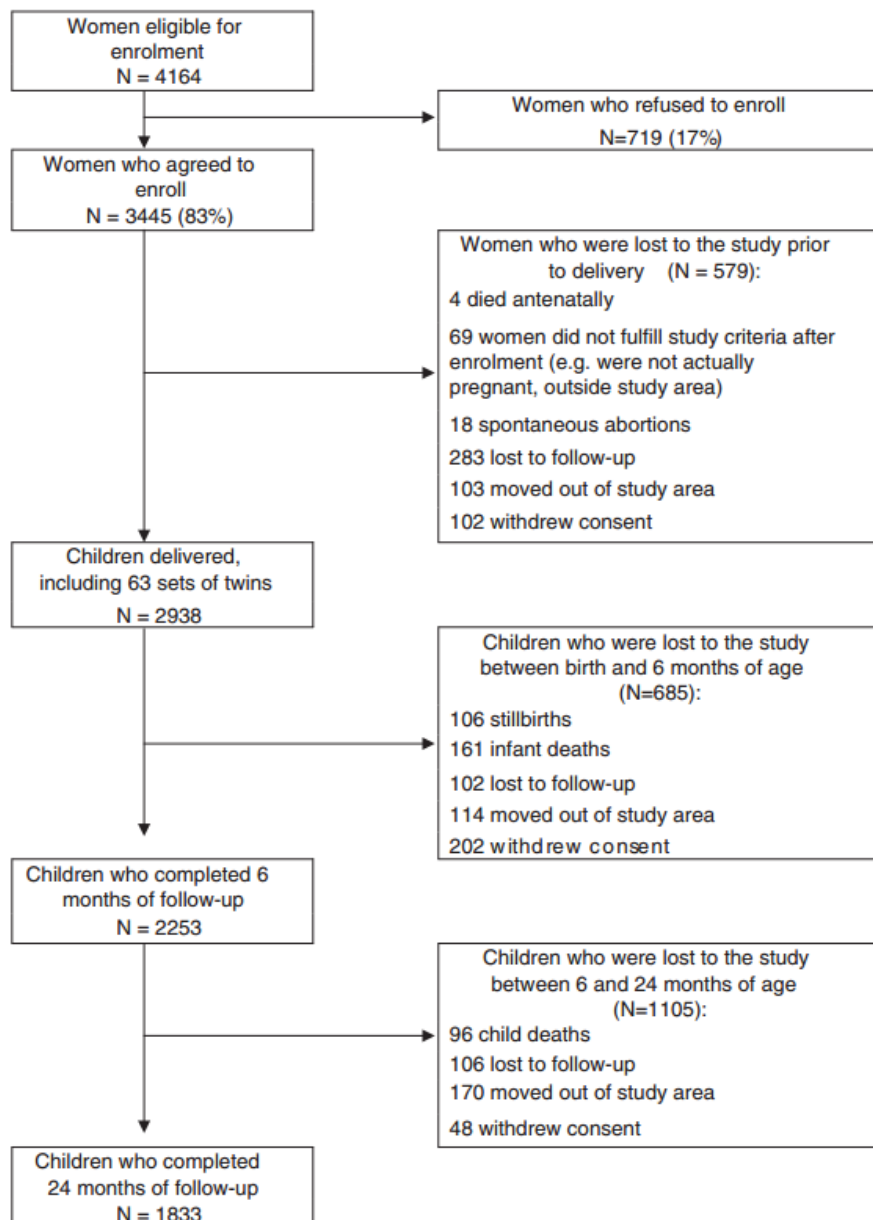 Women eligible for
enrolment
N = 4164
Women who refused to enroll
N=719 (17%)
Women who agreed to
enroll
N = 3445 (83%)
Women who were lost to the study prior
to delivery (N = 579):
4 died antenatally
69 women did not fulfill study criteria after
enrolment (e.g. were not actually
pregnant, outside study area)
18 spontaneous abortions
283 lost to follow-up
103 moved out of study area
102 withdrew consent
Children delivered,
including 63 sets of twins
N = 2938
Children who were lost to the study
between birth and 6 months of age
(N=685):
106 stillbirths
161 infant deaths
102 lost to follow-up
114 moved out of study area
202 withdrew consent
Children who completed 6
months of follow-up
N = 2253
Children who were lost to the study
between 6 and 24 months of age
(N=1105):
96 child deaths
106 lost to follow-up
170 moved out of study area
48 withdrew consent
Children who completed
24 months of follow-up
N = 1833